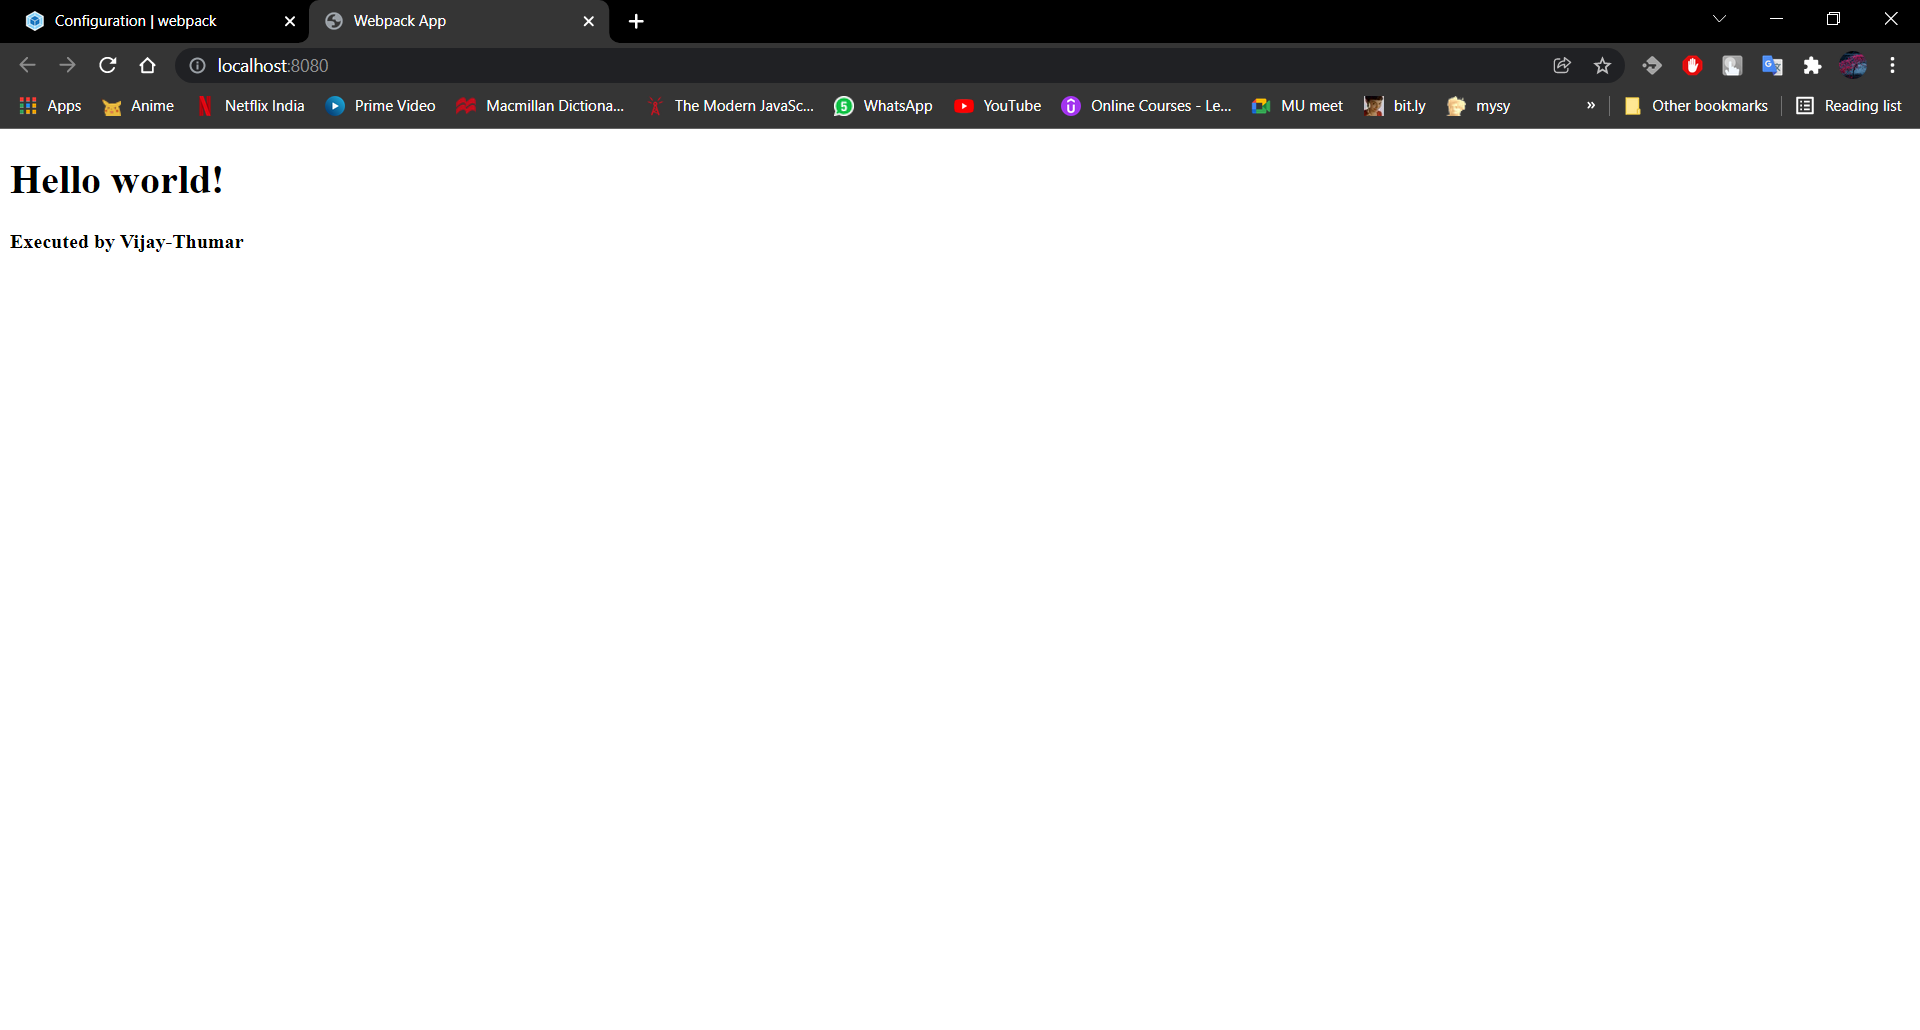 Configuration | webpack
Webpack App
localhost:8080
Apps Anime Netflix India Prime Video Macmillan Dictiona... The Modern JavaSc... 5 WhatsApp YouTube Online Courses - Le... MU meet bit.ly mysy » Other bookmarks Reading list
Hello world!
Executed by Vijay-Thumar